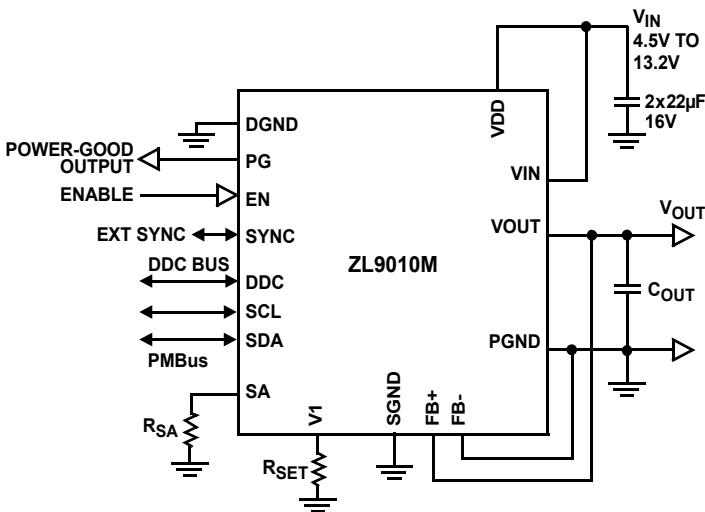 VIN
4.5V TO
13.2V
2x22µF
16V
DGND
POWER-GOOD
OUTPUT
PG
ENABLE
EN
EXT SYNC
SYNC
DDC BUS
DDC
SCL
SDA
PMBus
SA
RSA
V1
RSET
SGND
FB+
FB-
ZL9010M
VDD
VIN
VOUT
VOUT
COUT
PGND